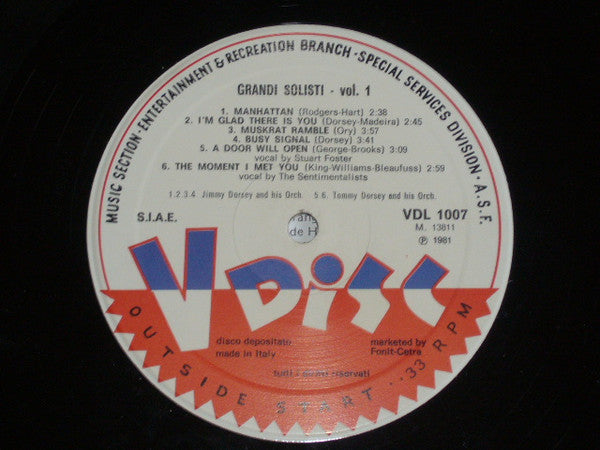 MUSIC SECTION-ENTERTAINMENT & RECREATION BRANCH-SPECIAL SERVICES DIVISION-A.S.F.
GRANDI SOLISTI - vol. 1
1. MANHATTAN (Rodgers-Hart) 2:38
2. I'M GLAD THERE IS YOU (Dorsey-Madeira) 2:45
3. MUSKRAT RAMBLE (Ory) 3:57
4. BUSY SIGNAL (Dorsey) 3:41
5. A DOOR WILL OPEN (George-Brooks) 3:09
vocal by Stuart Foster
6. THE MOMENT I MET YOU (King-Williams-Bleaufuss) 2:59
vocal by The Sentimentalists
1.2.3.4. Jimmy Dorsey and his Orch. 5.6. Tommy Dorsey and his Orch.
S.I.A.E.
de H
VDL 1007
M. 13811
℗ 1981
V DiSC
disco depositato
made in Italy
marketed by
Fonit-Cetra
tutti i diritti riservati
OUTSIDE START..33 RPM